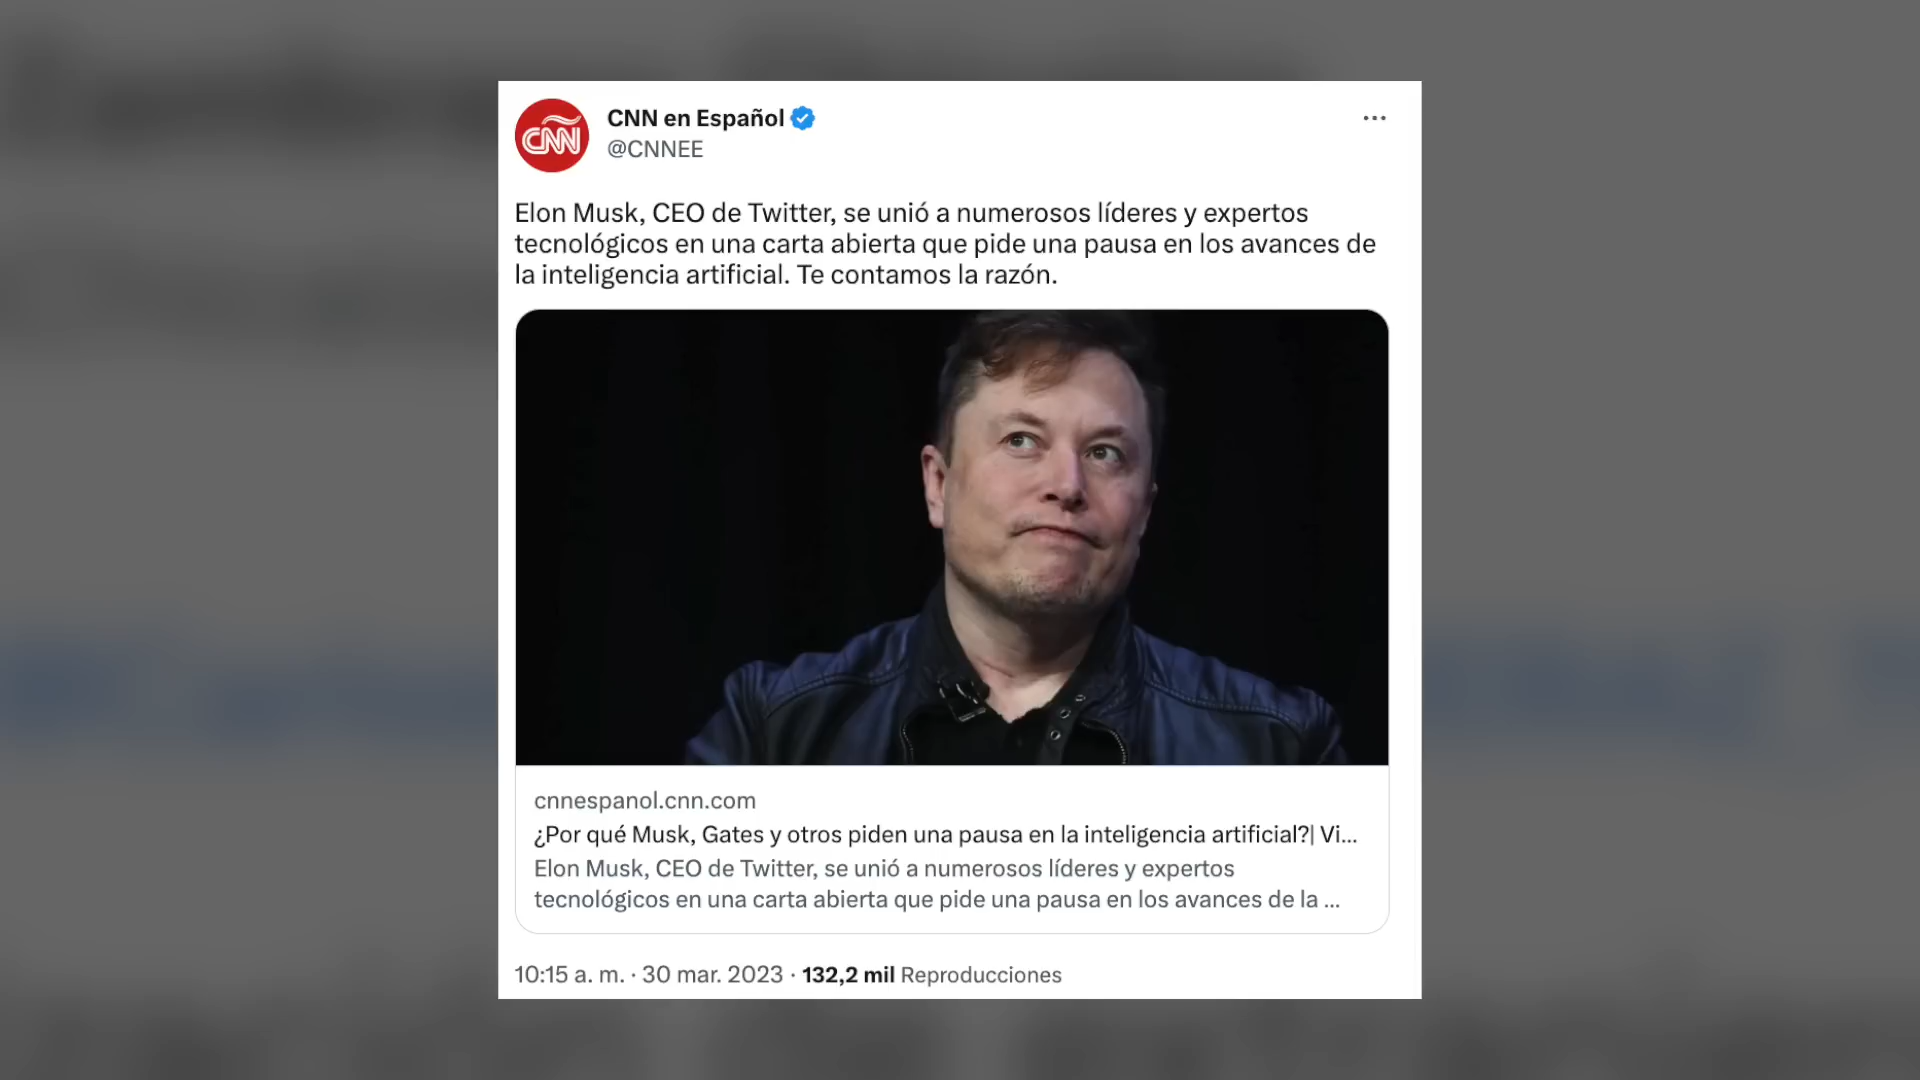 CNN
CNN en Español
@CNNEE
Elon Musk, CEO de Twitter, se unió a numerosos líderes y expertos
tecnológicos en una carta abierta que pide una pausa en los avances de
la inteligencia artificial. Te contamos la razón.
cnnespanol.cnn.com
¿Por qué Musk, Gates y otros piden una pausa en la inteligencia artificial?| Vi...
Elon Musk, CEO de Twitter, se unió a numerosos líderes y expertos
tecnológicos en una carta abierta que pide una pausa en los avances de la ...
10:15 a. m. · 30 mar. 2023 · 132,2 mil Reproducciones